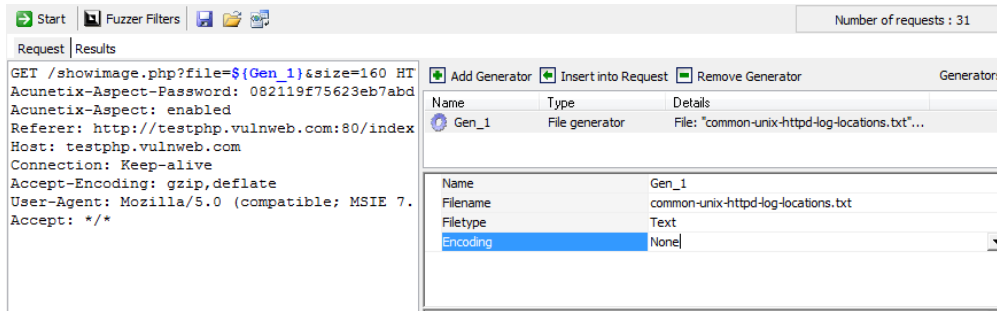 Start Fuzzer Filters Number of requests : 31
Request Results
GET /showimage.php?file=${Gen_1}&size=160 HT
Acunetix-Aspect-Password: 082119f75623eb7abd
Acunetix-Aspect: enabled
Referer: http://testphp.vulnweb.com:80/index
Host: testphp.vulnweb.com
Connection: Keep-alive
Accept-Encoding: gzip,deflate
User-Agent: Mozilla/5.0 (compatible; MSIE 7.
Accept: */*
Add Generator Insert into Request Remove Generator Generators
Name Type Details
Gen_1 File generator File: "common-unix-httpd-log-locations.txt"...
Name Gen_1
Filename common-unix-httpd-log-locations.txt
Filetype Text
Encoding None